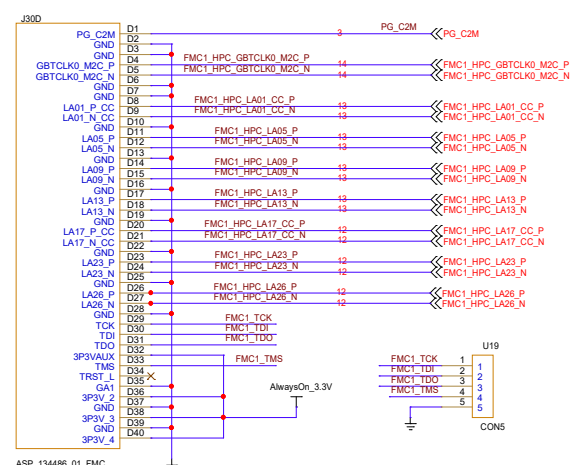 J30D
PG_C2M D1 PG_C2M 3 PG_C2M
GND D2
GND D3
GBTCLK0_M2C_P D4 FMC1_HPC_GBTCLK0_M2C_P 14 FMC1_HPC_GBTCLK0_M2C_P
GBTCLK0_M2C_N D5 FMC1_HPC_GBTCLK0_M2C_N 14 FMC1_HPC_GBTCLK0_M2C_N
GND D6
GND D7
LA01_P_CC D8 FMC1_HPC_LA01_CC_P 13 FMC1_HPC_LA01_CC_P
LA01_N_CC D9 FMC1_HPC_LA01_CC_N 13 FMC1_HPC_LA01_CC_N
GND D10
LA05_P D11 FMC1_HPC_LA05_P 13 FMC1_HPC_LA05_P
LA05_N D12 FMC1_HPC_LA05_N 13 FMC1_HPC_LA05_N
GND D13
LA09_P D14 FMC1_HPC_LA09_P 13 FMC1_HPC_LA09_P
LA09_N D15 FMC1_HPC_LA09_N 13 FMC1_HPC_LA09_N
GND D16
LA13_P D17 FMC1_HPC_LA13_P 13 FMC1_HPC_LA13_P
LA13_N D18 FMC1_HPC_LA13_N 13 FMC1_HPC_LA13_N
GND D19
LA17_P_CC D20 FMC1_HPC_LA17_CC_P 12 FMC1_HPC_LA17_CC_P
LA17_N_CC D21 FMC1_HPC_LA17_CC_N 12 FMC1_HPC_LA17_CC_N
GND D22
LA23_P D23 FMC1_HPC_LA23_P 12 FMC1_HPC_LA23_P
LA23_N D24 FMC1_HPC_LA23_N 12 FMC1_HPC_LA23_N
GND D25
LA26_P D26 FMC1_HPC_LA26_P 12 FMC1_HPC_LA26_P
LA26_N D27 FMC1_HPC_LA26_N 12 FMC1_HPC_LA26_N
GND D28
TCK D29 FMC1_TCK
TDI D30 FMC1_TDI
TDO D31 FMC1_TDO
3P3VAUX D32
TMS D33 FMC1_TMS
TRST_L D34
GA1 D35
3P3V_2 D36
GND D37
3P3V_3 D38
GND D39
3P3V_4 D40
ASP_134486_01_FMC
AlwaysOn_3.3V
U19
FMC1_TCK 1 1
FMC1_TDI 2 2
FMC1_TDO 3 3
FMC1_TMS 4 4
5 5
CON5